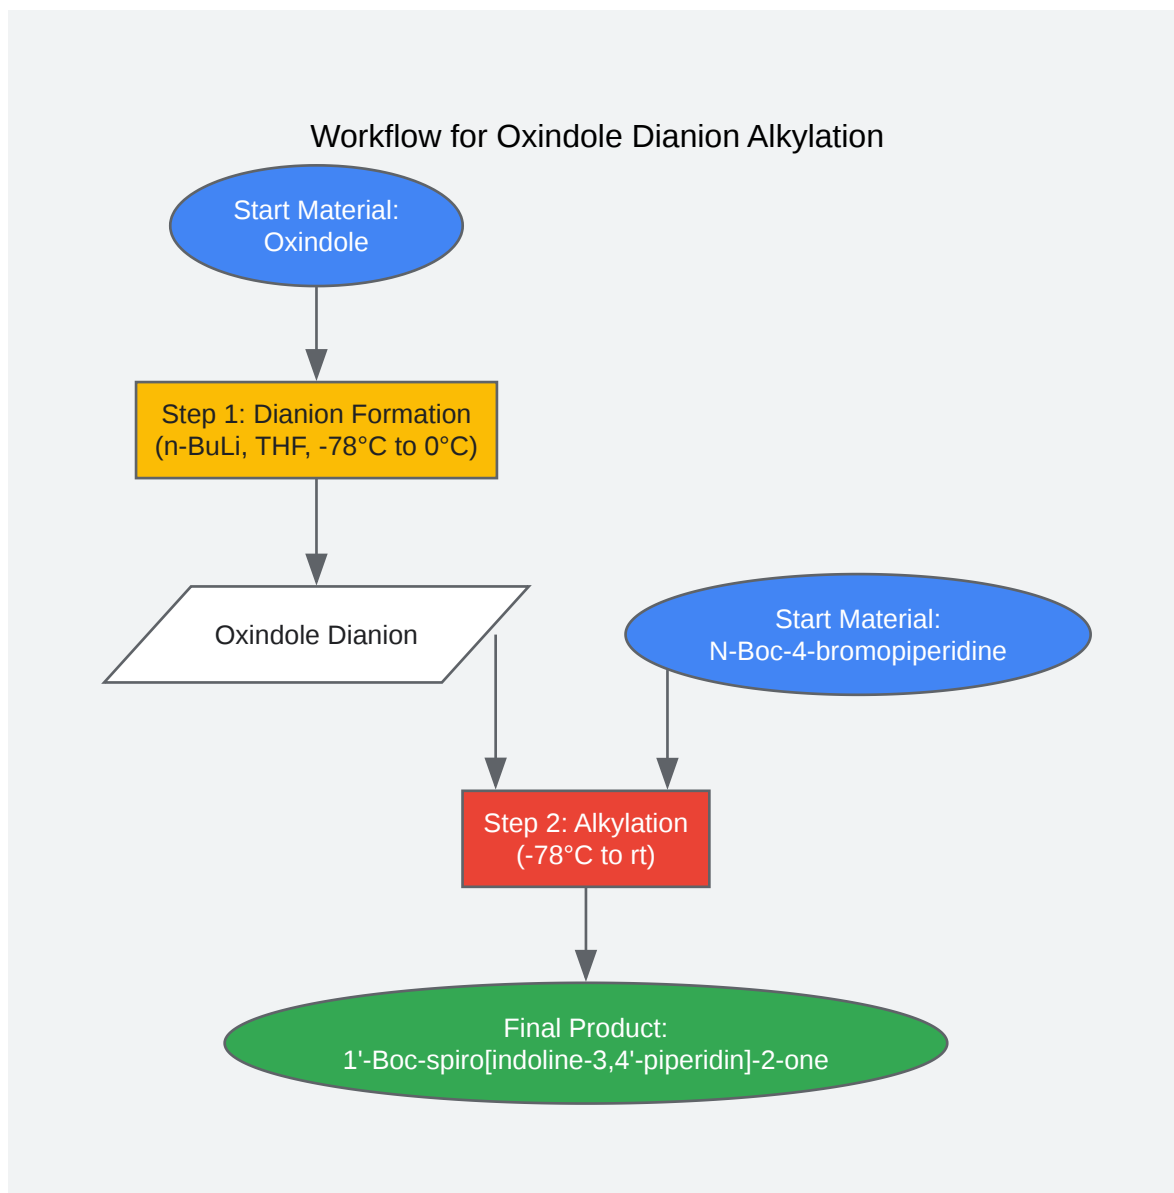 Workflow for Oxindole Dianion Alkylation
Start Material:
Oxindole
Step 1: Dianion Formation
(n-BuLi, THF, -78°C to 0°C)
Oxindole Dianion
Start Material:
N-Boc-4-bromopiperidine
Step 2: Alkylation
(-78°C to rt)
Final Product:
1'-Boc-spiro[indoline-3,4'-piperidin]-2-one